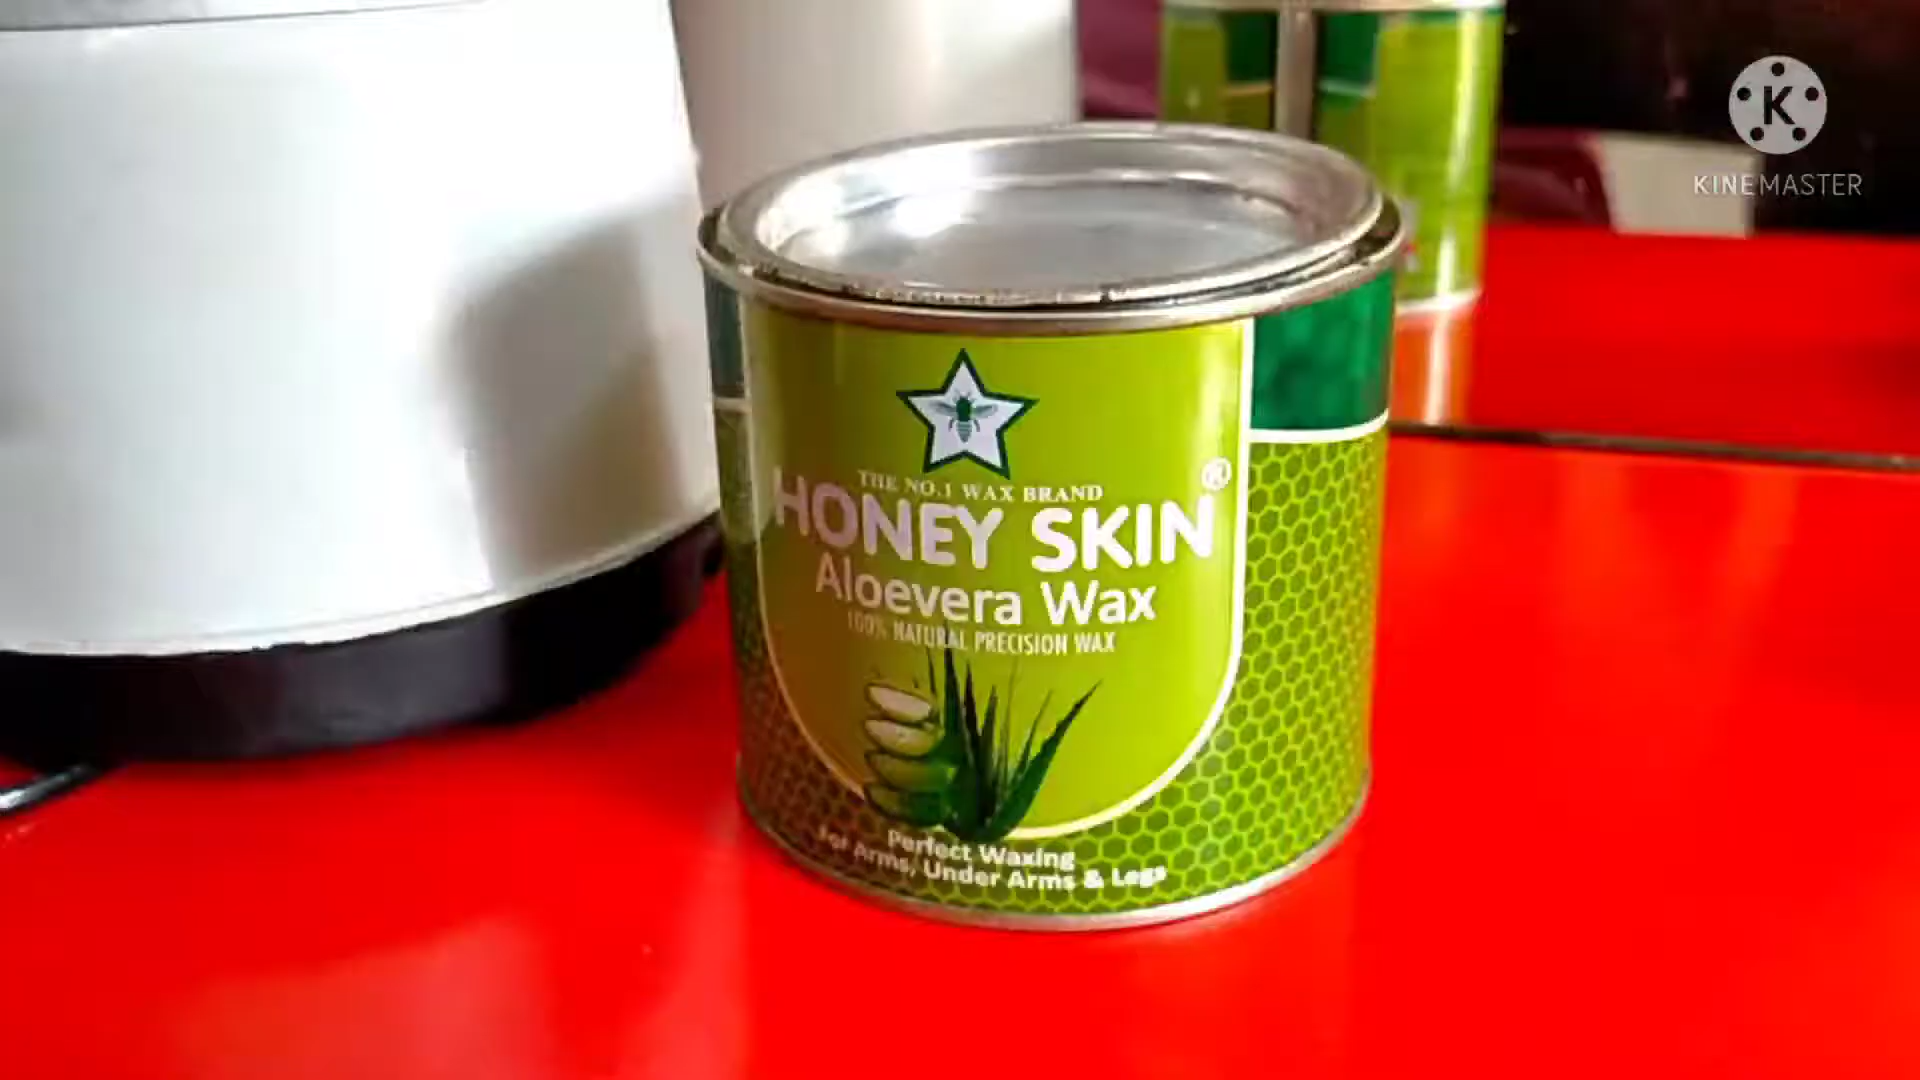 K
KINEMASTER
THE NO.1 WAX BRAND
HONEY SKIN®
Aloevera Wax
100% NATURAL PRECISION WAX
Perfect Waxing
For Arms, Under Arms & Legs